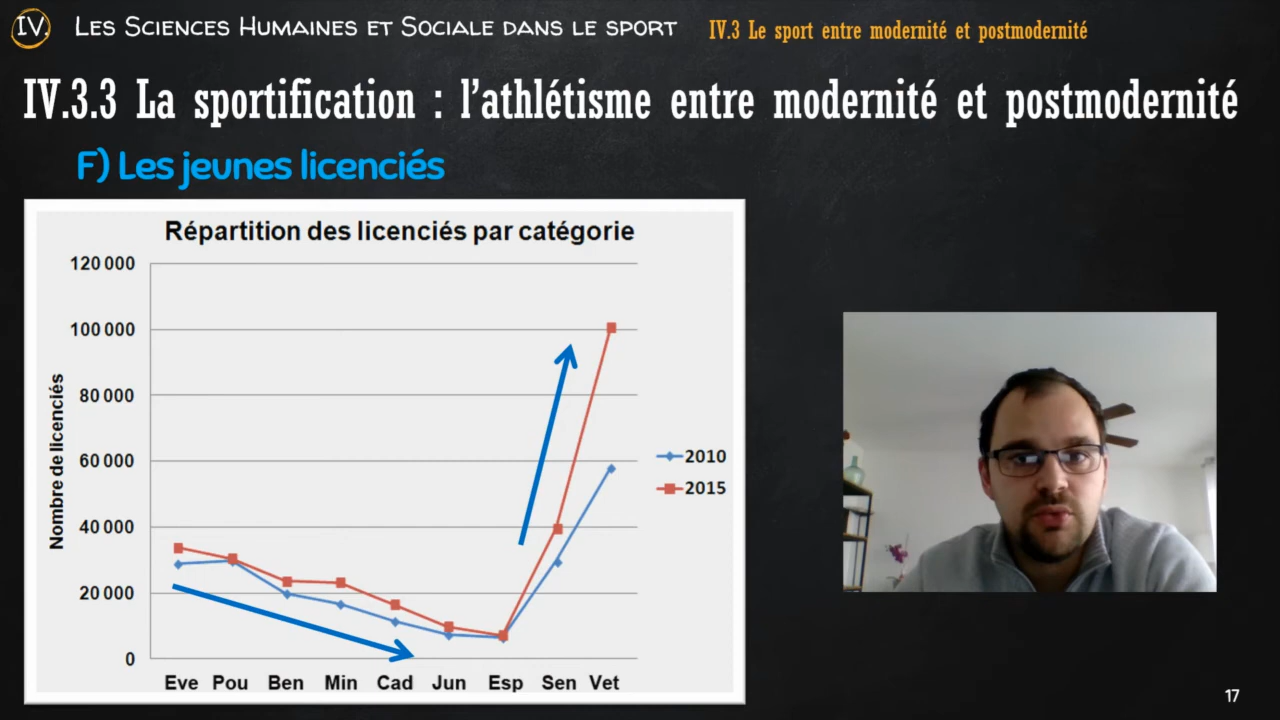 IV.
Les Sciences Humaines et Sociale dans le sport
IV.3 Le sport entre modernité et postmodernité
IV.3.3 La sportification : l'athlétisme entre modernité et postmodernité
F) Les jeunes licenciés
Répartition des licenciés par catégorie
Nombre de licenciés
120 000
100 000
80 000
60 000
40 000
20 000
0
Eve Pou Ben Min Cad Jun Esp Sen Vet
2010
2015
17